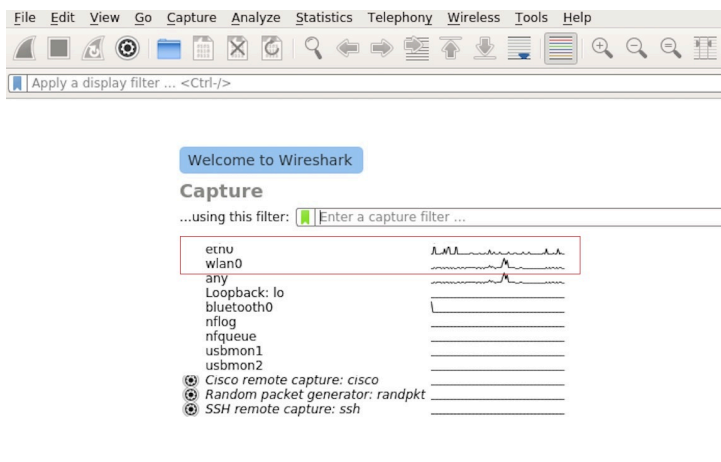 File Edit View Go Capture Analyze Statistics Telephony Wireless Tools Help
Apply a display filter ... <Ctrl-/>
Welcome to Wireshark
Capture
...using this filter: Enter a capture filter ...
eth0
wlan0
any
Loopback: lo
bluetooth0
nflog
nfqueue
usbmon1
usbmon2
Cisco remote capture: cisco
Random packet generator: randpkt
SSH remote capture: ssh